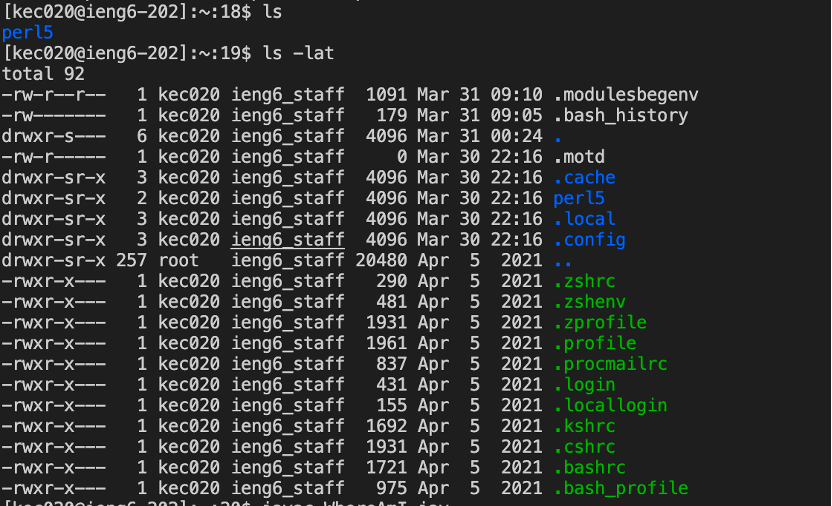 [kec020@ieng6-202]:~:18$ ls
perl5
[kec020@ieng6-202]:~:19$ ls -lat
total 92
-rw-r--r-- 1 kec020 ieng6_staff 1091 Mar 31 09:10 .modulesbegenv
-rw------- 1 kec020 ieng6_staff 179 Mar 31 09:05 .bash_history
drwxr-s--- 6 kec020 ieng6_staff 4096 Mar 31 00:24 .
-rw-r----- 1 kec020 ieng6_staff 0 Mar 30 22:16 .motd
drwxr-sr-x 3 kec020 ieng6_staff 4096 Mar 30 22:16 .cache
drwxr-sr-x 2 kec020 ieng6_staff 4096 Mar 30 22:16 perl5
drwxr-sr-x 3 kec020 ieng6_staff 4096 Mar 30 22:16 .local
drwxr-sr-x 3 kec020 ieng6_staff 4096 Mar 30 22:16 .config
drwxr-sr-x 257 root ieng6_staff 20480 Apr 5 2021 ..
-rwxr-x--- 1 kec020 ieng6_staff 290 Apr 5 2021 .zshrc
-rwxr-x--- 1 kec020 ieng6_staff 481 Apr 5 2021 .zshenv
-rwxr-x--- 1 kec020 ieng6_staff 1931 Apr 5 2021 .zprofile
-rwxr-x--- 1 kec020 ieng6_staff 1961 Apr 5 2021 .profile
-rwxr-x--- 1 kec020 ieng6_staff 837 Apr 5 2021 .procmailrc
-rwxr-x--- 1 kec020 ieng6_staff 431 Apr 5 2021 .login
-rwxr-x--- 1 kec020 ieng6_staff 155 Apr 5 2021 .locallogin
-rwxr-x--- 1 kec020 ieng6_staff 1692 Apr 5 2021 .kshrc
-rwxr-x--- 1 kec020 ieng6_staff 1931 Apr 5 2021 .cshrc
-rwxr-x--- 1 kec020 ieng6_staff 1721 Apr 5 2021 .bashrc
-rwxr-x--- 1 kec020 ieng6_staff 975 Apr 5 2021 .bash_profile
[kec020@ieng6-202]:~:20$ javac